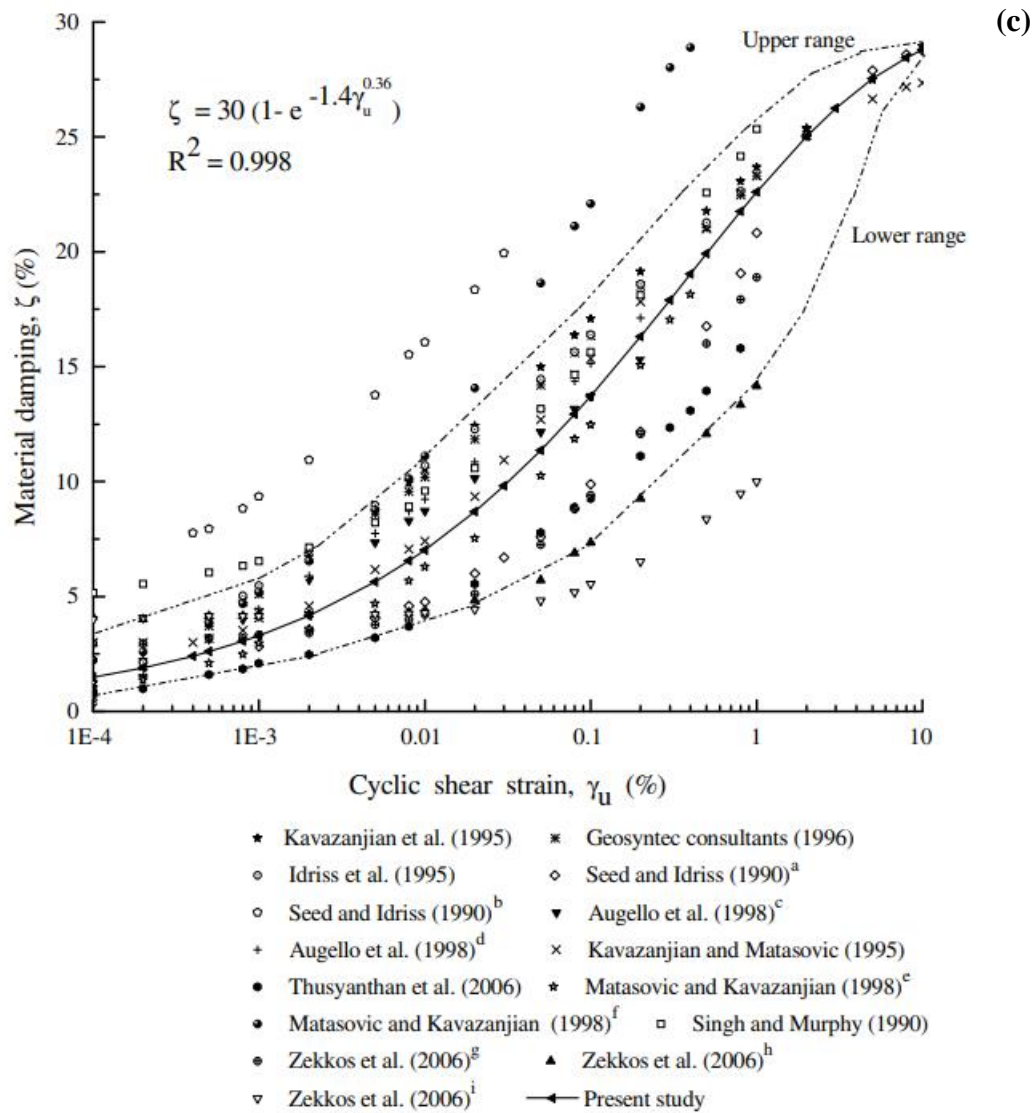 (c)
30
25
20
15
10
5
0
Material damping, ζ (%)
ζ = 30 (1- e -1.4γu^0.36)
R² = 0.998
Upper range
Lower range
1E-4 1E-3 0.01 0.1 1 10
Cyclic shear strain, γu (%)
Kavazanjian et al. (1995) Geosyntec consultants (1996)
Idriss et al. (1995) Seed and Idriss (1990)a
Seed and Idriss (1990)b Augello et al. (1998)c
Augello et al. (1998)d Kavazanjian and Matasovic (1995)
Thusyanthan et al. (2006) Matasovic and Kavazanjian (1998)e
Matasovic and Kavazanjian (1998)f Singh and Murphy (1990)
Zekkos et al. (2006)g Zekkos et al. (2006)h
Zekkos et al. (2006)i Present study